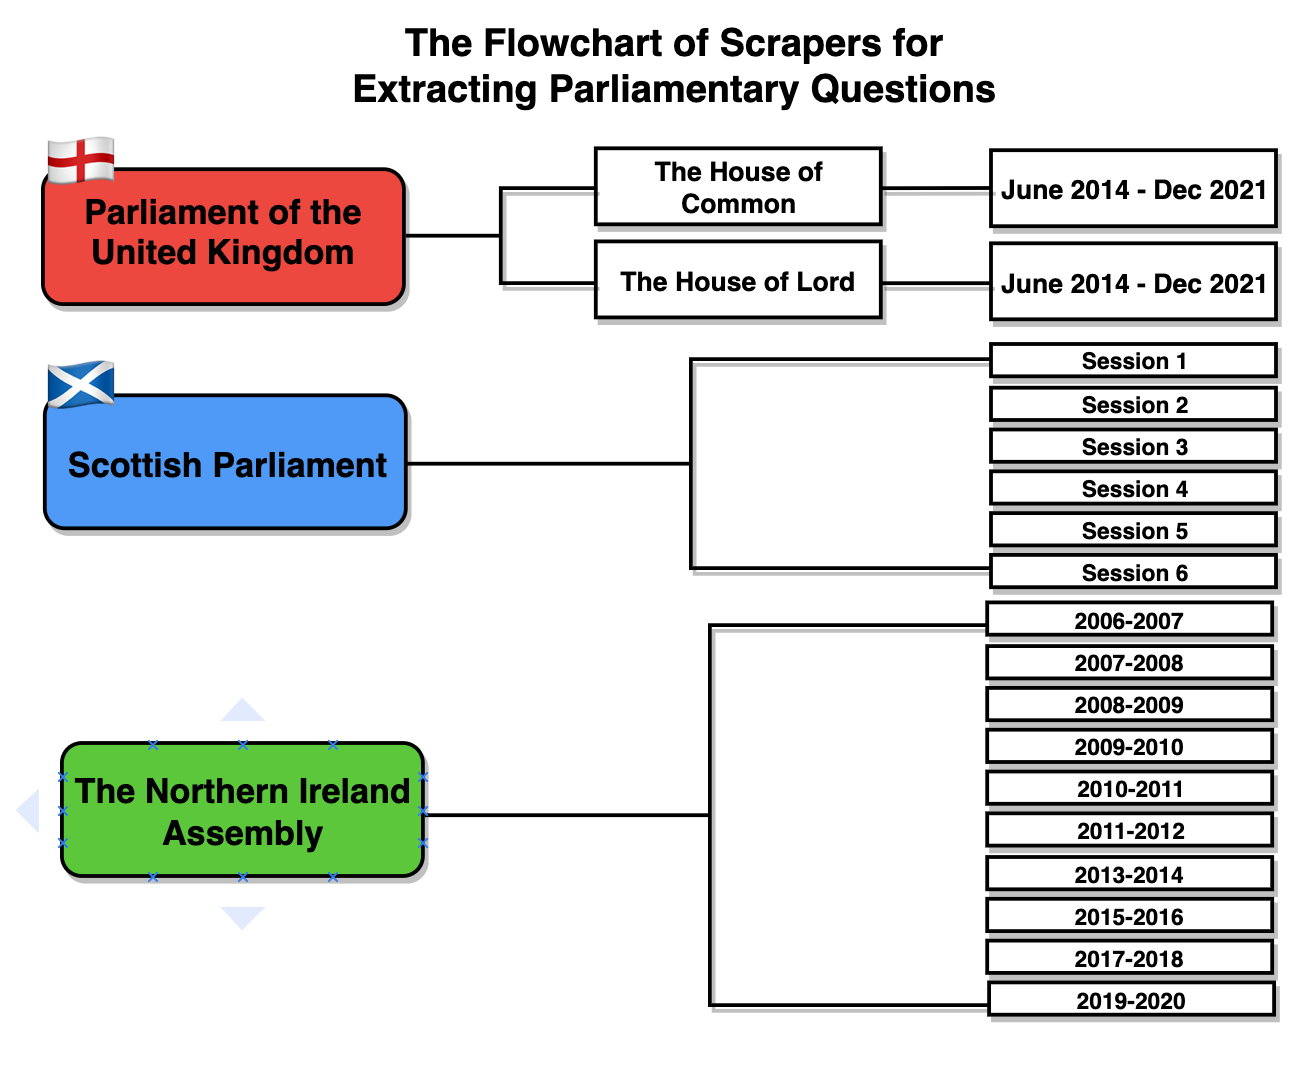 The Flowchart of Scrapers for
Extracting Parliamentary Questions
Parliament of the
United Kingdom
The House of
Common
June 2014 - Dec 2021
The House of Lord
June 2014 - Dec 2021
Scottish Parliament
Session 1
Session 2
Session 3
Session 4
Session 5
Session 6
The Northern Ireland
Assembly
2006-2007
2007-2008
2008-2009
2009-2010
2010-2011
2011-2012
2013-2014
2015-2016
2017-2018
2019-2020